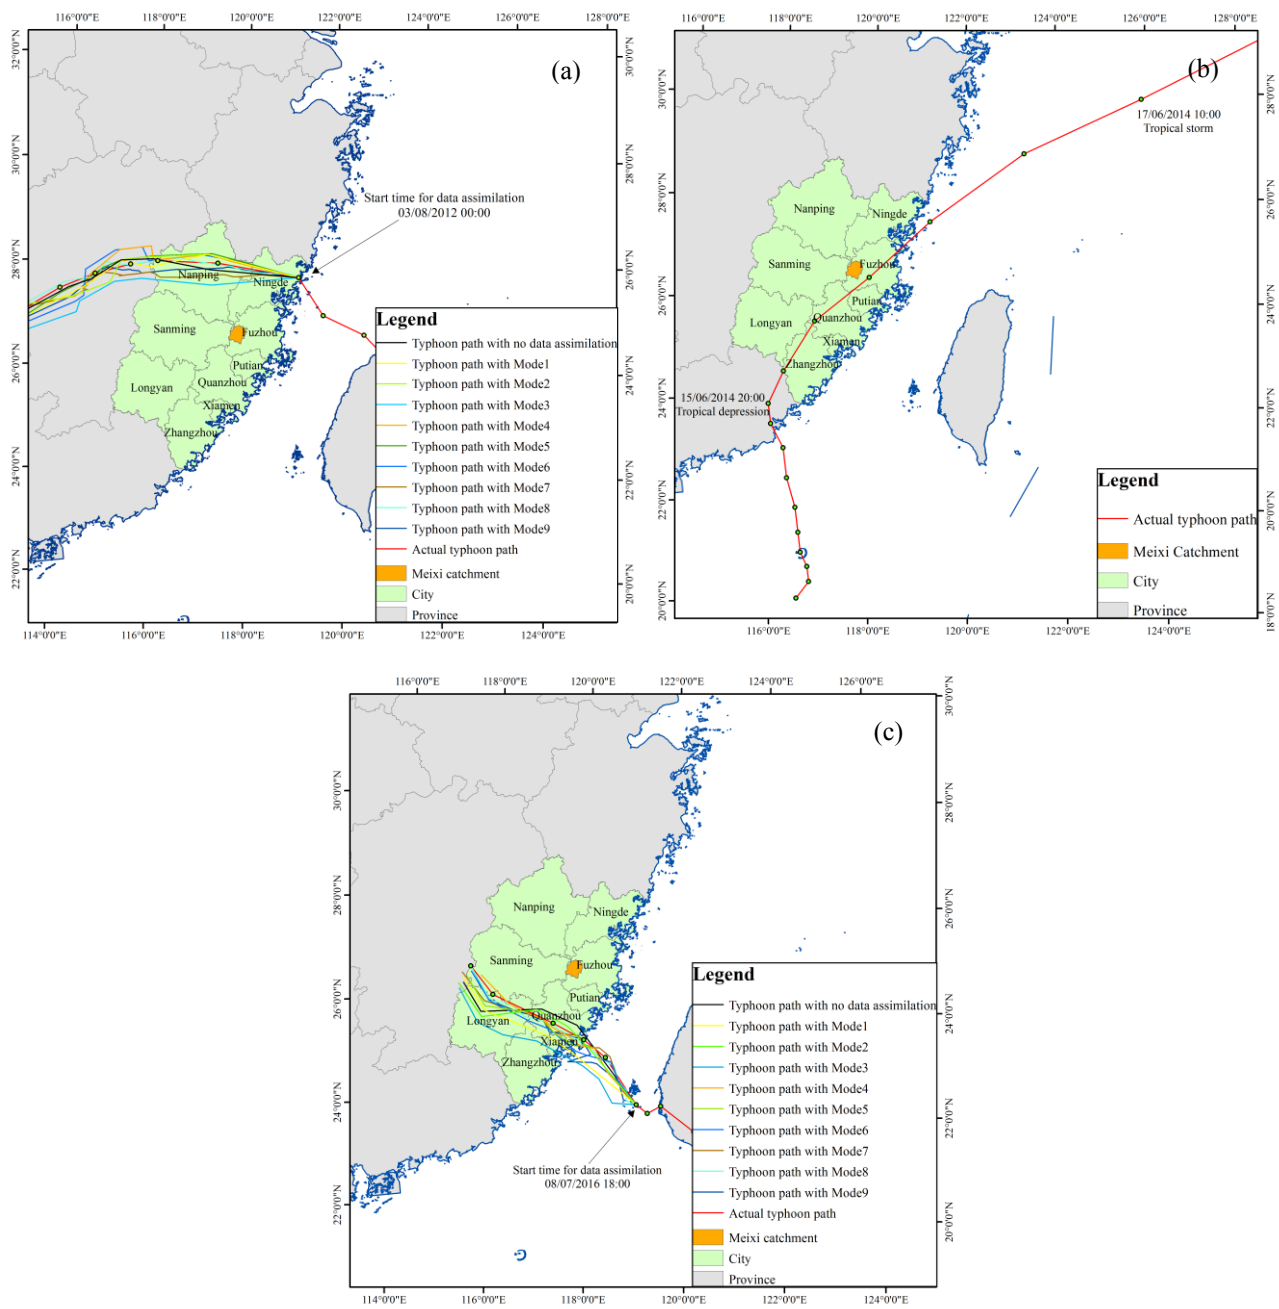 114°0'0"E 116°0'0"E 118°0'0"E 120°0'0"E 122°0'0"E 124°0'0"E 126°0'0"E 128°0'0"E
(a)
32°0'0"N
30°0'0"N
28°0'0"N
26°0'0"N
24°0'0"N
22°0'0"N
30°0'0"N
28°0'0"N
26°0'0"N
24°0'0"N
22°0'0"N
20°0'0"N
Start time for data assimilation
03/08/2012 00:00
Nanping
Ningde
Sanming
Fuzhou
Putian
Longyan
Quanzhou
Xiamen
Zhangzhou
Legend
Typhoon path with no data assimilation
Typhoon path with Mode1
Typhoon path with Mode2
Typhoon path with Mode3
Typhoon path with Mode4
Typhoon path with Mode5
Typhoon path with Mode6
Typhoon path with Mode7
Typhoon path with Mode8
Typhoon path with Mode9
Actual typhoon path
Meixi catchment
City
Province
114°0'0"E 116°0'0"E 118°0'0"E 120°0'0"E 122°0'0"E 124°0'0"E
116°0'0"E 118°0'0"E 120°0'0"E 122°0'0"E 124°0'0"E 126°0'0"E 128°0'0"E
(b)
30°0'0"N
28°0'0"N
26°0'0"N
24°0'0"N
22°0'0"N
20°0'0"N
28°0'0"N
26°0'0"N
24°0'0"N
22°0'0"N
20°0'0"N
18°0'0"N
17/06/2014 10:00
Tropical storm
Nanping
Ningde
Sanming
Fuzhou
Putian
Longyan
Quanzhou
Xiamen
Zhangzhou
15/06/2014 20:00
Tropical depression
Legend
Actual typhoon path
Meixi Catchment
City
Province
116°0'0"E 118°0'0"E 120°0'0"E 122°0'0"E 124°0'0"E
116°0'0"E 118°0'0"E 120°0'0"E 122°0'0"E 124°0'0"E 126°0'0"E
(c)
30°0'0"N
28°0'0"N
26°0'0"N
24°0'0"N
22°0'0"N
30°0'0"N
28°0'0"N
26°0'0"N
24°0'0"N
22°0'0"N
20°0'0"N
Nanping
Ningde
Sanming
Fuzhou
Putian
Longyan
Quanzhou
Xiamen
Zhangzhou
Start time for data assimilation
08/07/2016 18:00
Legend
Typhoon path with no data assimilation
Typhoon path with Mode1
Typhoon path with Mode2
Typhoon path with Mode3
Typhoon path with Mode4
Typhoon path with Mode5
Typhoon path with Mode6
Typhoon path with Mode7
Typhoon path with Mode8
Typhoon path with Mode9
Actual typhoon path
Meixi catchment
City
Province
114°0'0"E 116°0'0"E 118°0'0"E 120°0'0"E 122°0'0"E 124°0'0"E